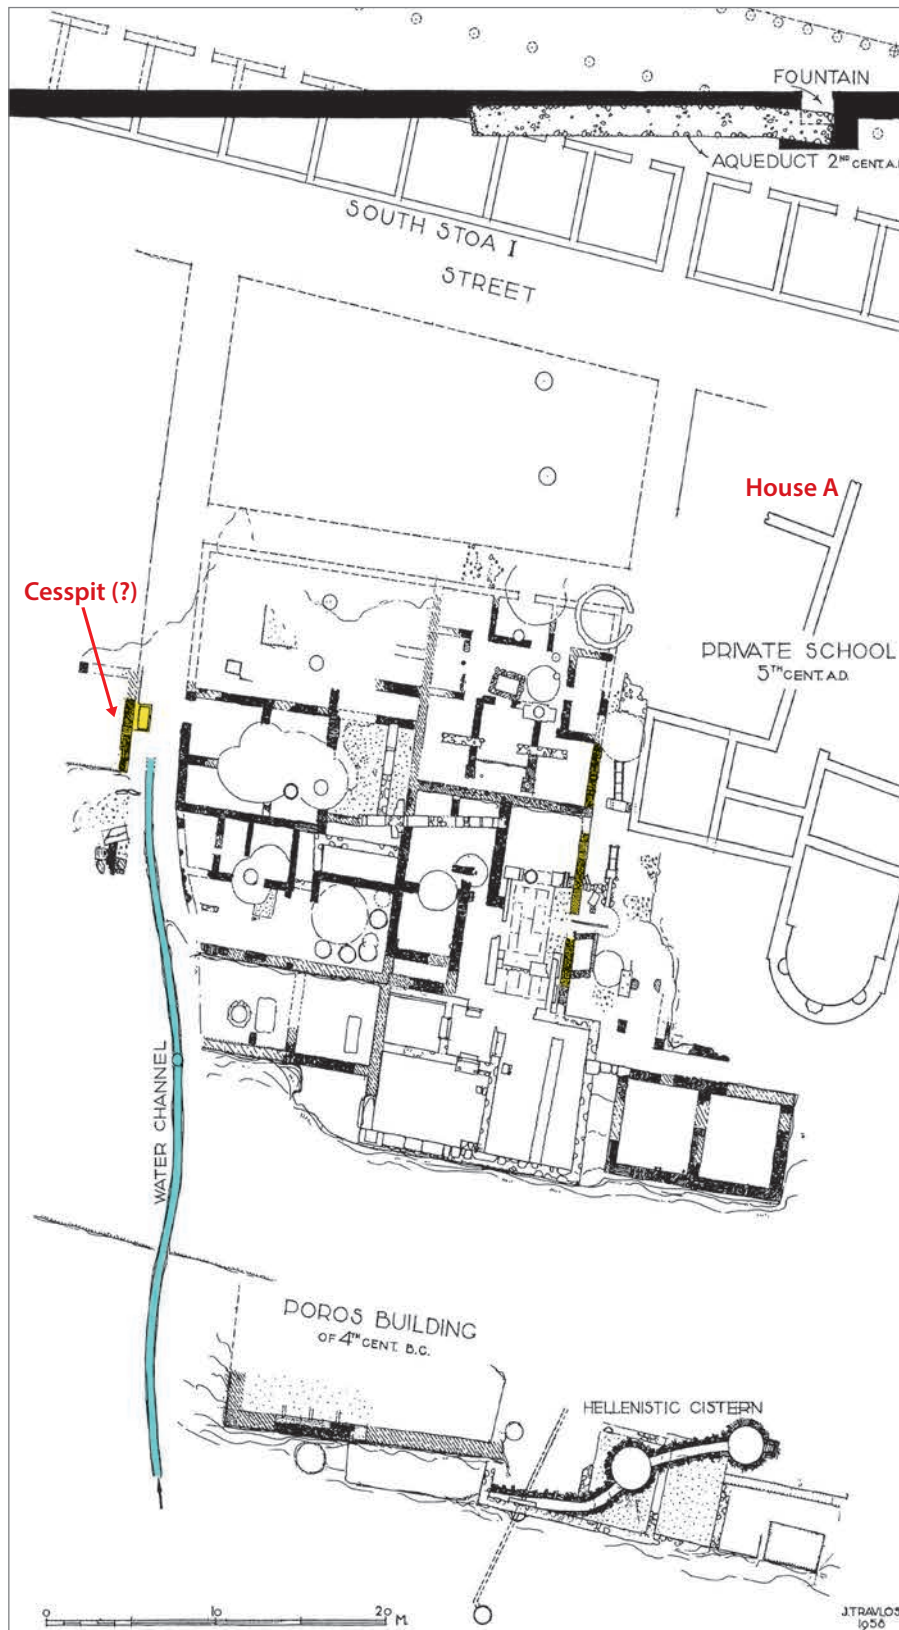 FOUNTAIN
AQUEDUCT 2ND CENT. A.D.
SOUTH STOA I
STREET
House A
Cesspit (?)
PRIVATE SCHOOL
5TH CENT. A.D.
WATER CHANNEL
POROS BUILDING
OF 4TH CENT. B.C.
HELLENISTIC CISTERN
0 10 20 M.
J.TRAVLOS
1958